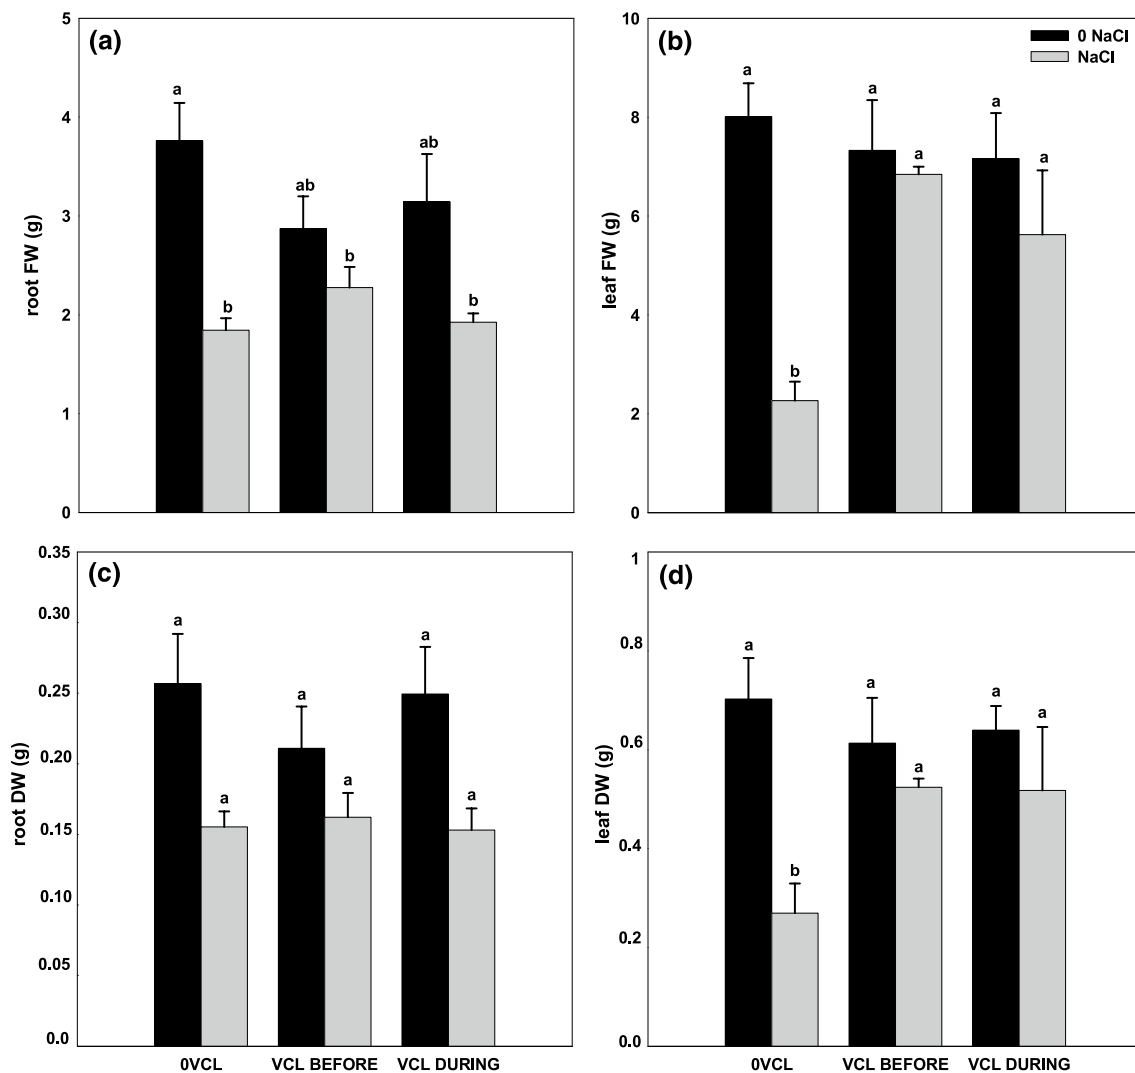 (a)
root FW (g)
5
4
3
2
1
0
a
b
ab
b
ab
b
(b)
0 NaCl
NaCl
leaf FW (g)
10
8
6
4
2
0
a
b
a
a
a
a
(c)
root DW (g)
0.35
0.30
0.25
0.20
0.15
0.10
0.05
0.0
a
a
a
a
a
a
0VCL VCL BEFORE VCL DURING
(d)
leaf DW (g)
1
0.8
0.6
0.4
0.2
0.0
a
b
a
a
a
a
0VCL VCL BEFORE VCL DURING